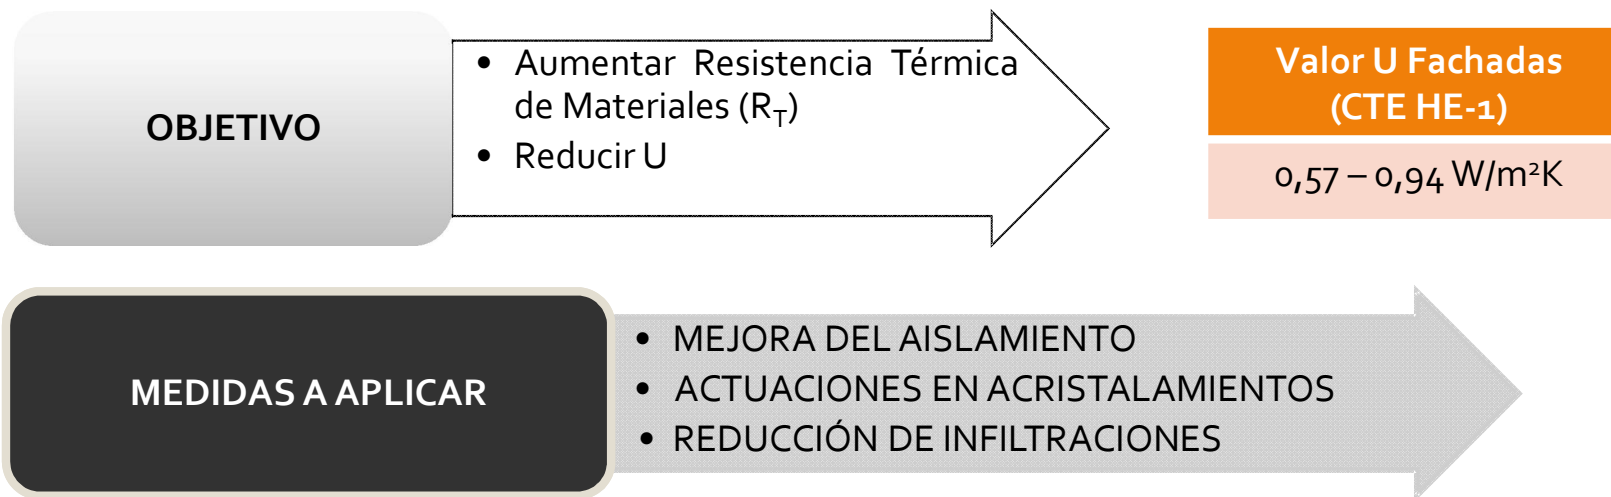 OBJETIVO
• Aumentar Resistencia Térmica
de Materiales (R_T)
• Reducir U
Valor U Fachadas
(CTE HE-1)
0,57 – 0,94 W/m²K
MEDIDAS A APLICAR
• MEJORA DEL AISLAMIENTO
• ACTUACIONES EN ACRISTALAMIENTOS
• REDUCCIÓN DE INFILTRACIONES